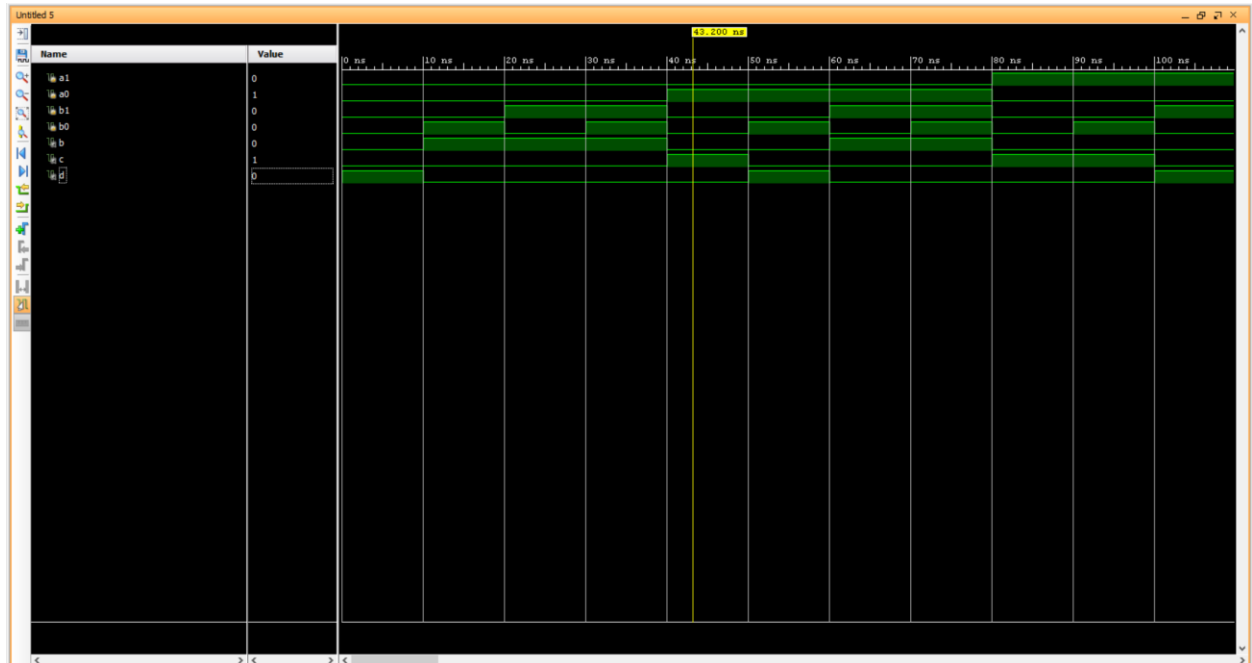 Untitled 5
43.200 ns
Name Value
0 ns 10 ns 20 ns 30 ns 40 ns 50 ns 60 ns 70 ns 80 ns 90 ns 100 ns
a1 0
a0 1
b1 0
b0 0
b 0
c 1
d 0